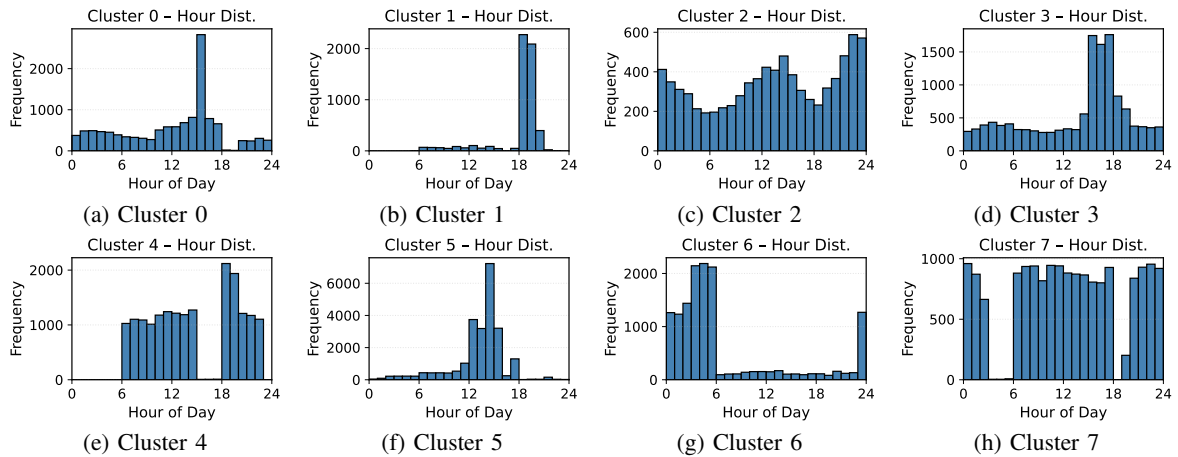 Cluster 0 – Hour Dist.
Frequency
2000
1000
0
0 6 12 18 24
Hour of Day
(a) Cluster 0
Cluster 1 – Hour Dist.
Frequency
2000
1000
0
0 6 12 18 24
Hour of Day
(b) Cluster 1
Cluster 2 – Hour Dist.
Frequency
600
400
200
0
0 6 12 18 24
Hour of Day
(c) Cluster 2
Cluster 3 – Hour Dist.
Frequency
1500
1000
500
0
0 6 12 18 24
Hour of Day
(d) Cluster 3
Cluster 4 – Hour Dist.
Frequency
2000
1000
0
0 6 12 18 24
Hour of Day
(e) Cluster 4
Cluster 5 – Hour Dist.
Frequency
6000
4000
2000
0
0 6 12 18 24
Hour of Day
(f) Cluster 5
Cluster 6 – Hour Dist.
Frequency
2000
1000
0
0 6 12 18 24
Hour of Day
(g) Cluster 6
Cluster 7 – Hour Dist.
Frequency
1000
500
0
0 6 12 18 24
Hour of Day
(h) Cluster 7